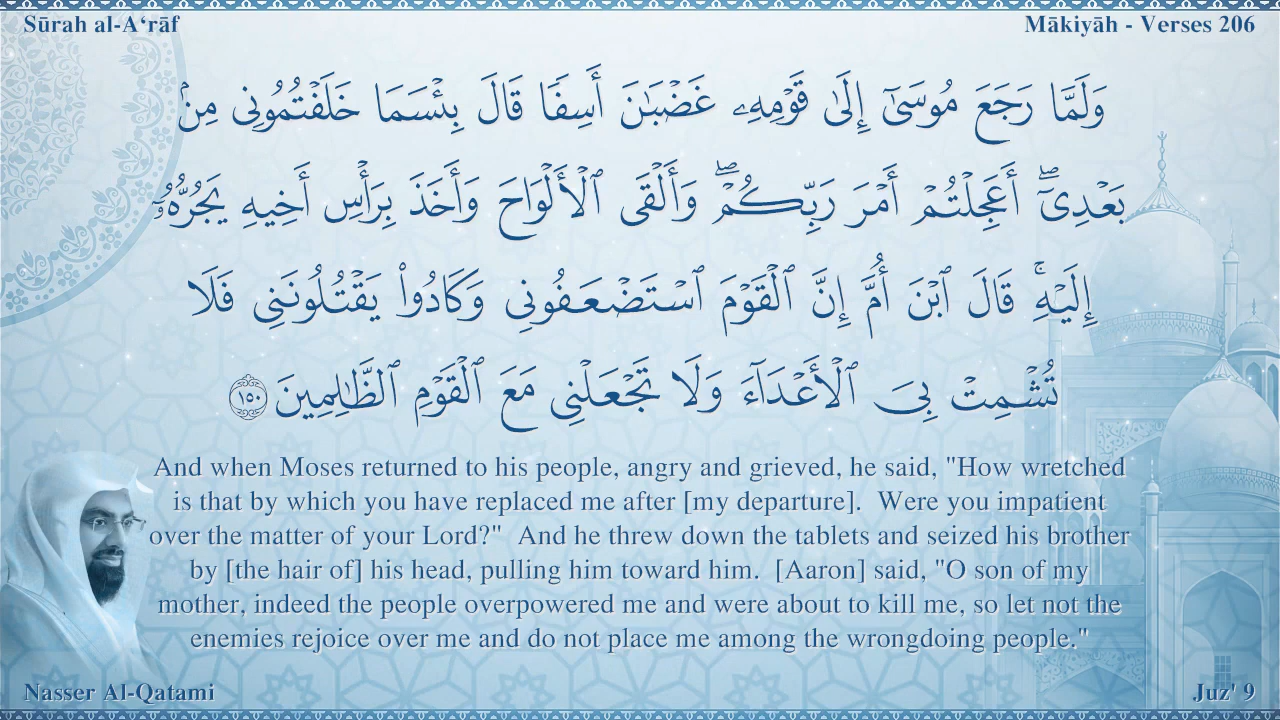 Sūrah al-A‘rāf
Mākiyāh - Verses 206
وَلَمَّا رَجَعَ مُوسَىٰٓ إِلَىٰ قَوْمِهِۦ غَضْبَٰنَ أَسِفًا قَالَ بِئْسَمَا خَلَفْتُمُونِى مِنۢ
بَعْدِىٓ ۖ أَعَجِلْتُمْ أَمْرَ رَبِّكُمْ ۖ وَأَلْقَى ٱلْأَلْوَاحَ وَأَخَذَ بِرَأْسِ أَخِيهِ يَجُرُّهُۥٓ
إِلَيْهِ ۚ قَالَ ٱبْنَ أُمَّ إِنَّ ٱلْقَوْمَ ٱسْتَضْعَفُونِى وَكَادُوا۟ يَقْتُلُونَنِى فَلَا
تُشْمِتْ بِىَ ٱلْأَعْدَآءَ وَلَا تَجْعَلْنِى مَعَ ٱلْقَوْمِ ٱلظَّٰلِمِينَ ١٥٠
And when Moses returned to his people, angry and grieved, he said, "How wretched
is that by which you have replaced me after [my departure].  Were you impatient
over the matter of your Lord?"  And he threw down the tablets and seized his brother
by [the hair of] his head, pulling him toward him.  [Aaron] said, "O son of my
mother, indeed the people overpowered me and were about to kill me, so let not the
enemies rejoice over me and do not place me among the wrongdoing people."
Nasser Al-Qatami
Juz' 9